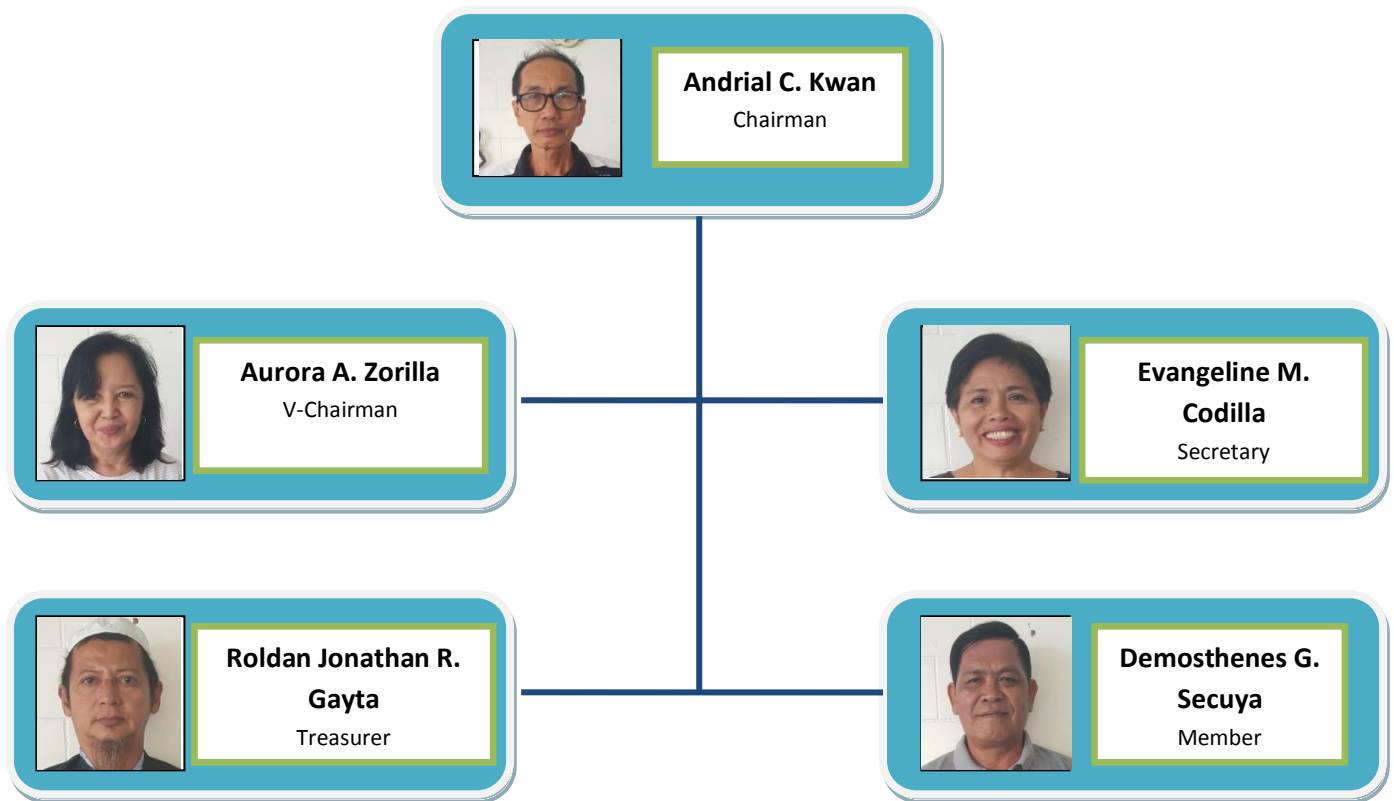 Andrial C. Kwan
Chairman
Aurora A. Zorilla
V-Chairman
Evangeline M.
Codilla
Secretary
Roldan Jonathan R.
Gayta
Treasurer
Demosthenes G.
Secuya
Member